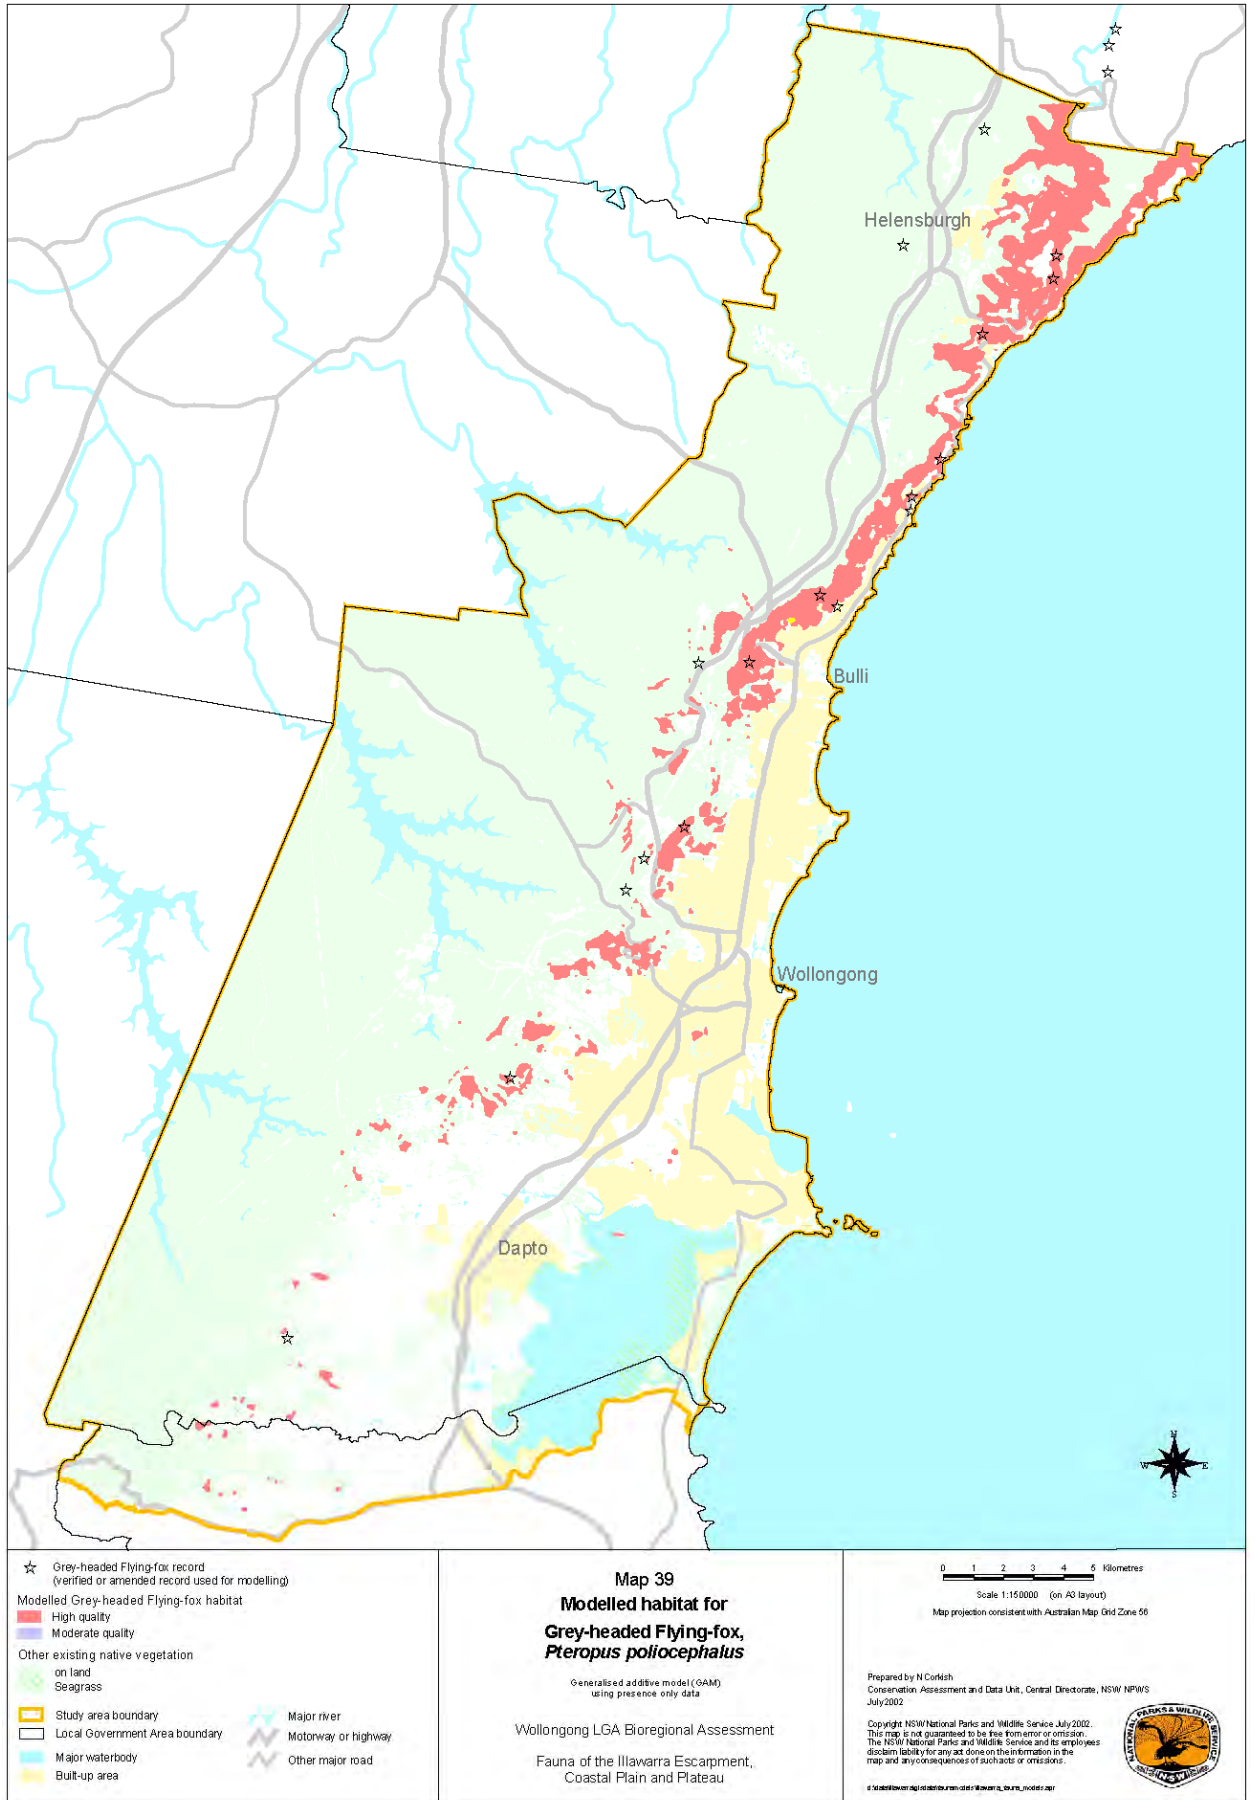 Helensburgh
Bulli
Wollongong
Dapto
N
W
E
S
Grey-headed Flying-fox record
(verified or amended record used for modelling)
Modelled Grey-headed Flying-fox habitat
High quality
Moderate quality
Other existing native vegetation
on land
Seagrass
Study area boundary
Local Government Area boundary
Major waterbody
Built-up area
Major river
Motorway or highway
Other major road
Map 39
Modelled habitat for
Grey-headed Flying-fox,
Pteropus poliocephalus
Generalised additive model (GAM)
using presence only data
Wollongong LGA Bioregional Assessment
Fauna of the Illawarra Escarpment,
Coastal Plain and Plateau
0 1 2 3 4 5 Kilometres
Scale 1:150000 (on A3 layout)
Map projection consistent with Australian Map Grid Zone 56
Prepared by N Corkish
Conservation Assessment and Data Unit, Central Directorate, NSW NPWS
July 2002
Copyright NSW National Parks and Wildlife Service July 2002.
This map is not guaranteed to be free from error or omission.
The NSW National Parks and Wildlife Service and its employees
disclaim liability for any act done on the information in the
map and any consequences of such acts or omissions.
NATIONAL PARKS & WILDLIFE SERVICE
N·S·W